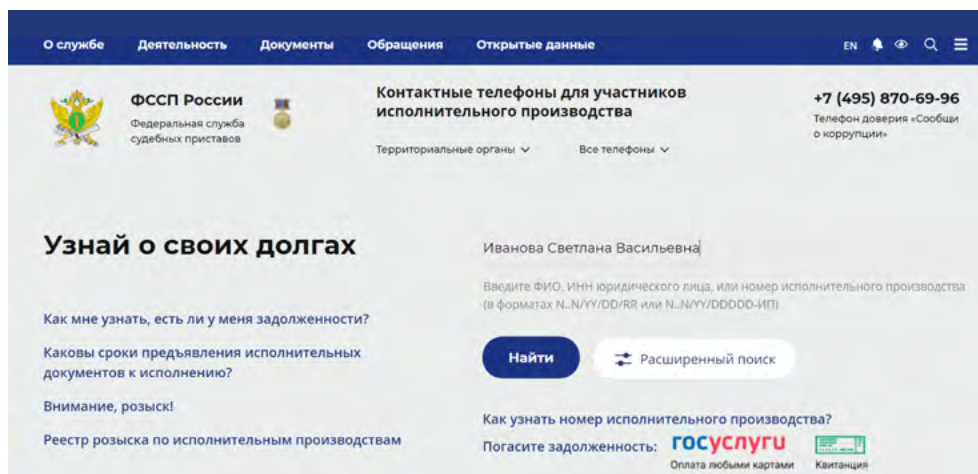 О службе Деятельность Документы Обращения Открытые данные EN
ФССП России
Федеральная служба
судебных приставов
Контактные телефоны для участников
исполнительного производства
Территориальные органы Все телефоны
+7 (495) 870-69-96
Телефон доверия «Сообщи
о коррупции»
Узнай о своих долгах
Как мне узнать, есть ли у меня задолженности?
Каковы сроки предъявления исполнительных
документов к исполнению?
Внимание, розыск!
Реестр розыска по исполнительным производствам
Иванова Светлана Васильевна
Введите ФИО, ИНН юридического лица, или номер исполнительного производства
(в форматах N..N/YY/DD/RR или N..N/YY/DDDDD-ИП)
Найти Расширенный поиск
Как узнать номер исполнительного производства?
Погасите задолженность: госуслуги
Оплата любыми картами Квитанция